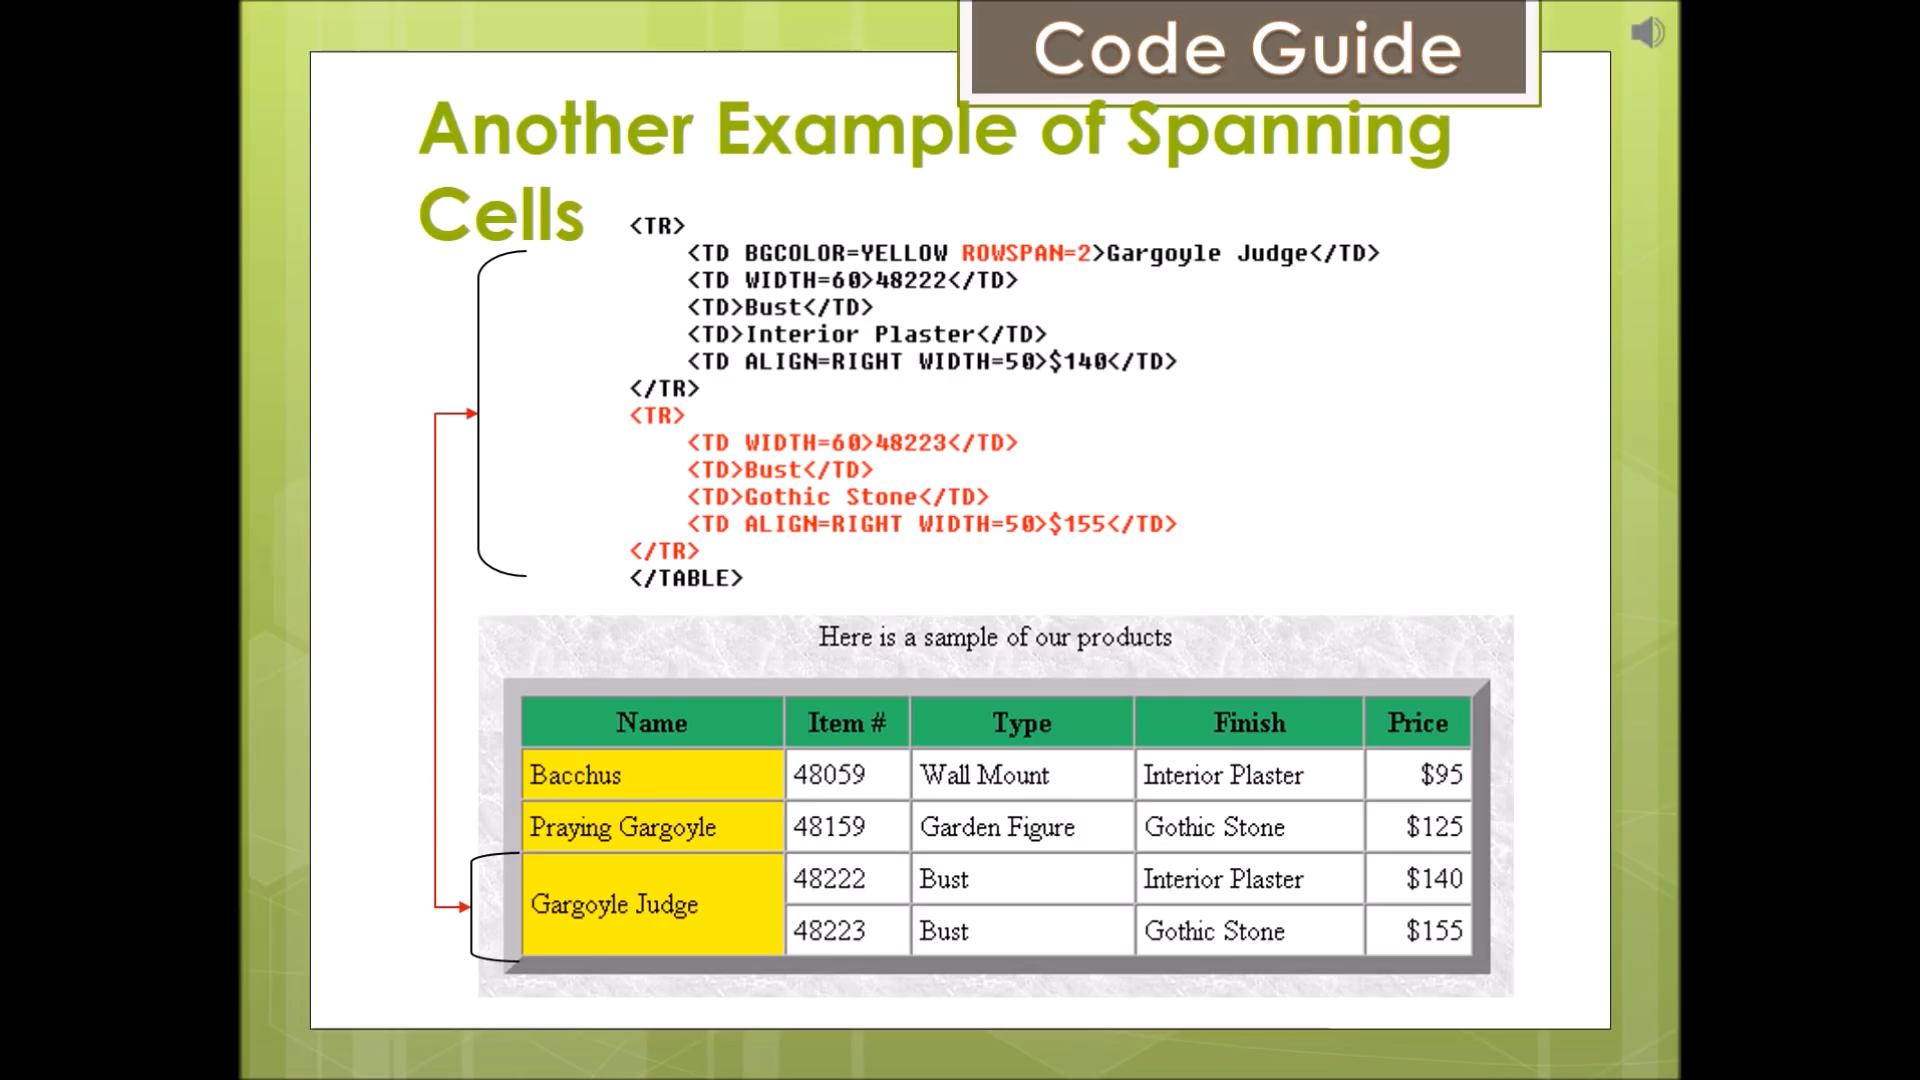 Code Guide
Another Example of Spanning
Cells
<TR>
<TD BGCOLOR=YELLOW ROWSPAN=2>Gargoyle Judge</TD>
<TD WIDTH=60>48222</TD>
<TD>Bust</TD>
<TD>Interior Plaster</TD>
<TD ALIGN=RIGHT WIDTH=50>$140</TD>
</TR>
<TR>
<TD WIDTH=60>48223</TD>
<TD>Bust</TD>
<TD>Gothic Stone</TD>
<TD ALIGN=RIGHT WIDTH=50>$155</TD>
</TR>
</TABLE>
Here is a sample of our products
Name Item # Type Finish Price
Bacchus 48059 Wall Mount Interior Plaster $95
Praying Gargoyle 48159 Garden Figure Gothic Stone $125
Gargoyle Judge 48222 Bust Interior Plaster $140
48223 Bust Gothic Stone $155